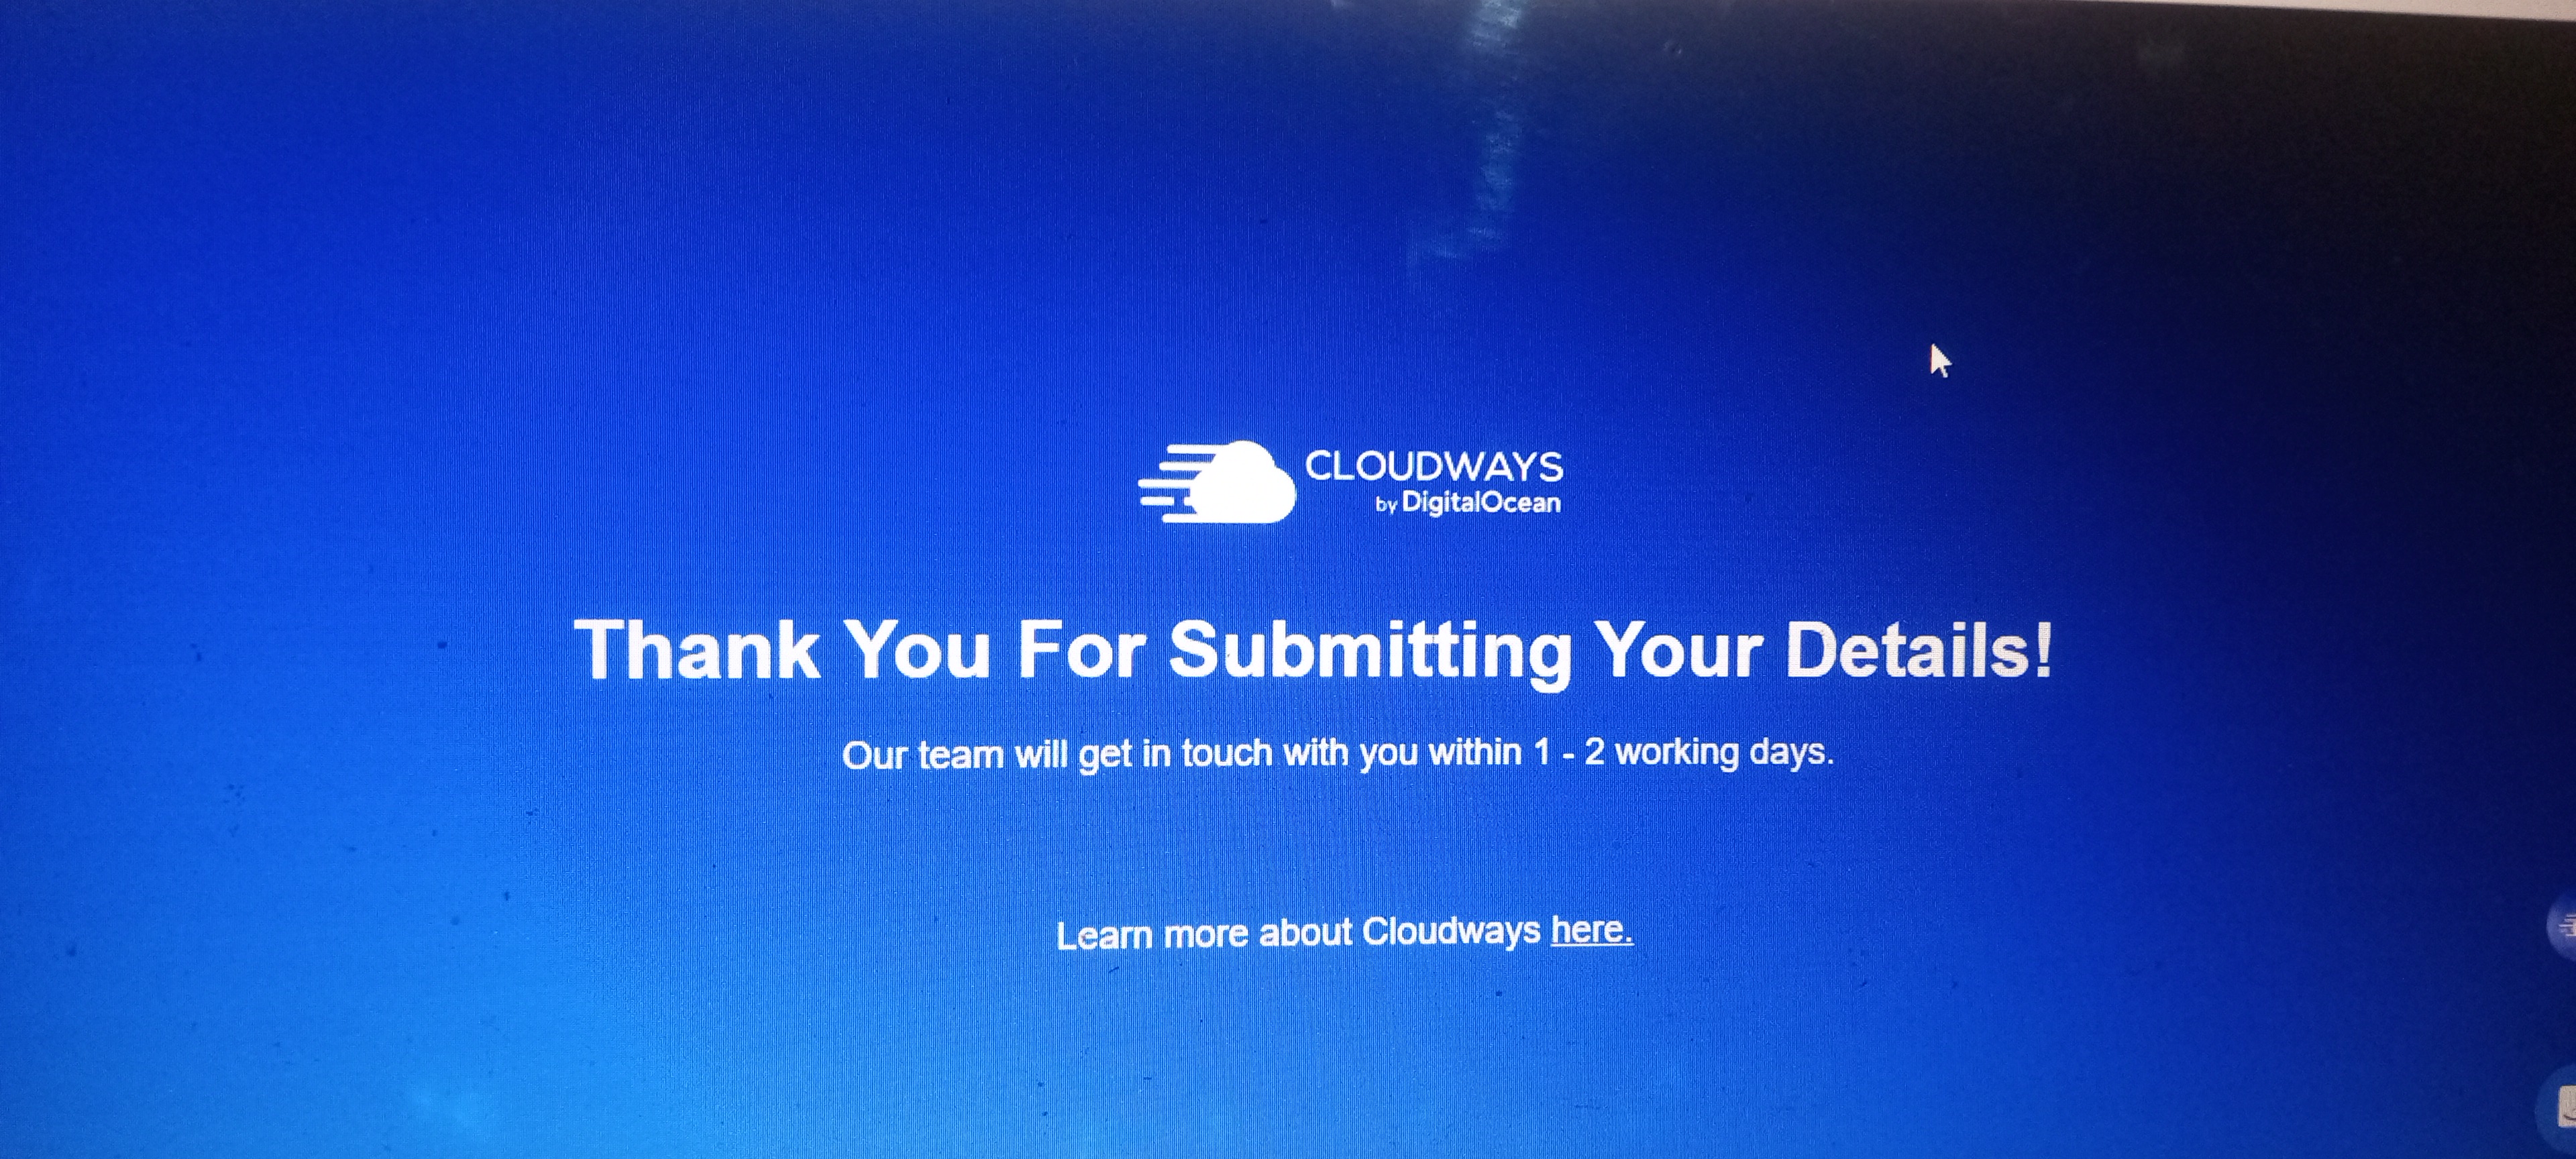 CLOUDWAYS
by DigitalOcean
Thank You For Submitting Your Details!
Our team will get in touch with you within 1 - 2 working days.
Learn more about Cloudways here.